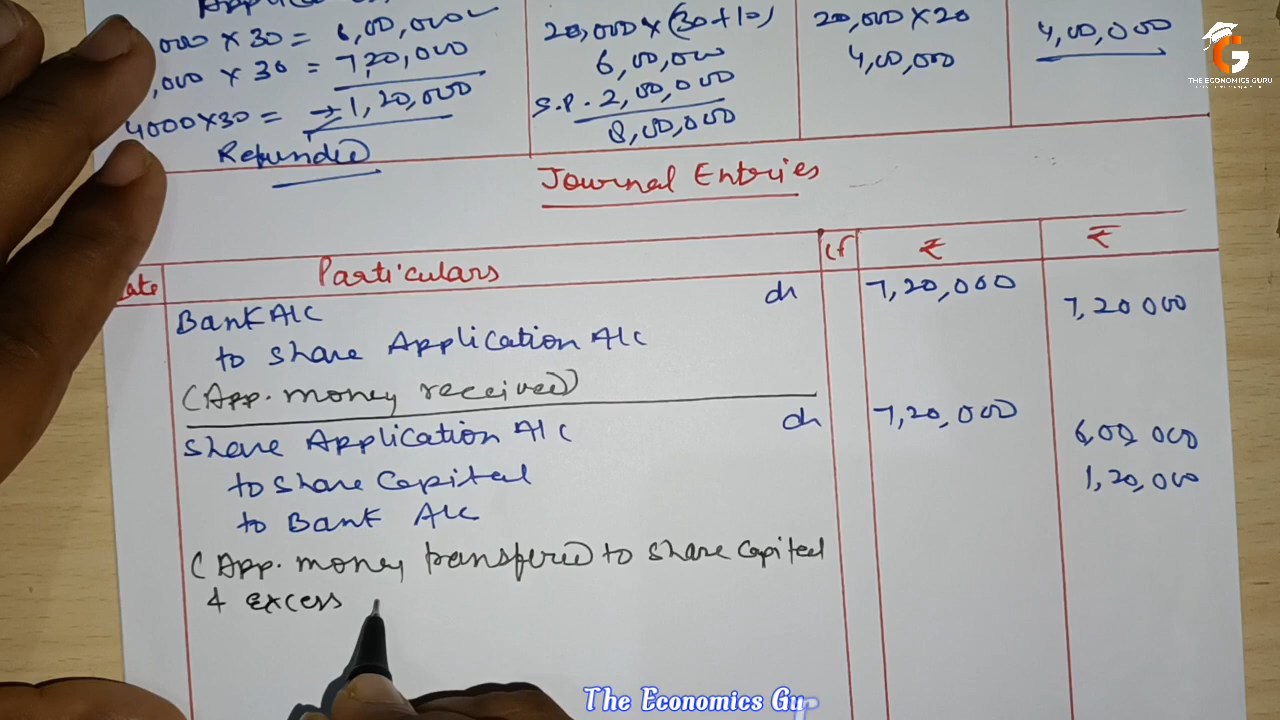 000 × 30 = 6,00,000
,000 × 30 = 7,20,000
4000×30 = → 1,20,000
Refunded
20,000 × (30+10)
6,00,000
S.P. 2,00,000
8,00,000
20,000 × 20
4,00,000
4,00,000
THE ECONOMICS GURU
Journal Entries
ate Particulars LF ₹ ₹
Bank A/c dr 7,20,000
to Share Application A/c 7,20 000
(App. money received)
Share Application A/c dr 7,20,000
to Share Capital 6,00 000
to Bank A/c 1,20,000
(App. money transfered to share capital
& excess
The Economics Gu